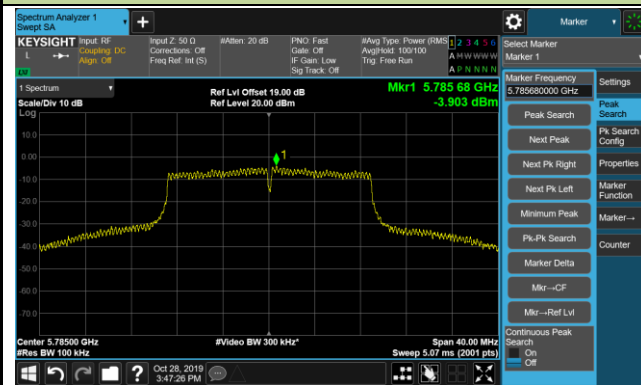 Spectrum Analyzer 1
Swept SA
Marker
KEYSIGHT
Input: RF
Coupling: DC
Align: Off
Input Z: 50 Ω
Corrections: Off
Freq Ref: Int (S)
#Atten: 20 dB
PNO: Fast
Gate: Off
IF Gain: Low
Sig Track: Off
#Avg Type: Power (RMS
Avg|Hold: 100/100
Trig: Free Run
1 2 3 4 5 6
A W W W W W
A P N N N N
L
Select Marker
Marker 1
1 Spectrum
Scale/Div 10 dB
Log
Ref Lvl Offset 19.00 dB
Ref Level 20.00 dBm
Mkr1 5.785 68 GHz
-3.903 dBm
10.0
0.00
-10.0
-20.0
-30.0
-40.0
-50.0
-60.0
-70.0
1
Center 5.78500 GHz
#Res BW 100 kHz
#Video BW 300 kHz*
Span 40.00 MHz
Sweep 5.07 ms (2001 pts)
Marker Frequency
5.785680000 GHz
Peak Search
Next Peak
Next Pk Right
Next Pk Left
Minimum Peak
Pk-Pk Search
Marker Delta
Mkr→CF
Mkr→Ref Lvl
Continuous Peak
Search
On
Off
Settings
Peak
Search
Pk Search
Config
Properties
Marker
Function
Marker→
Counter
Oct 28, 2019
3:47:26 PM